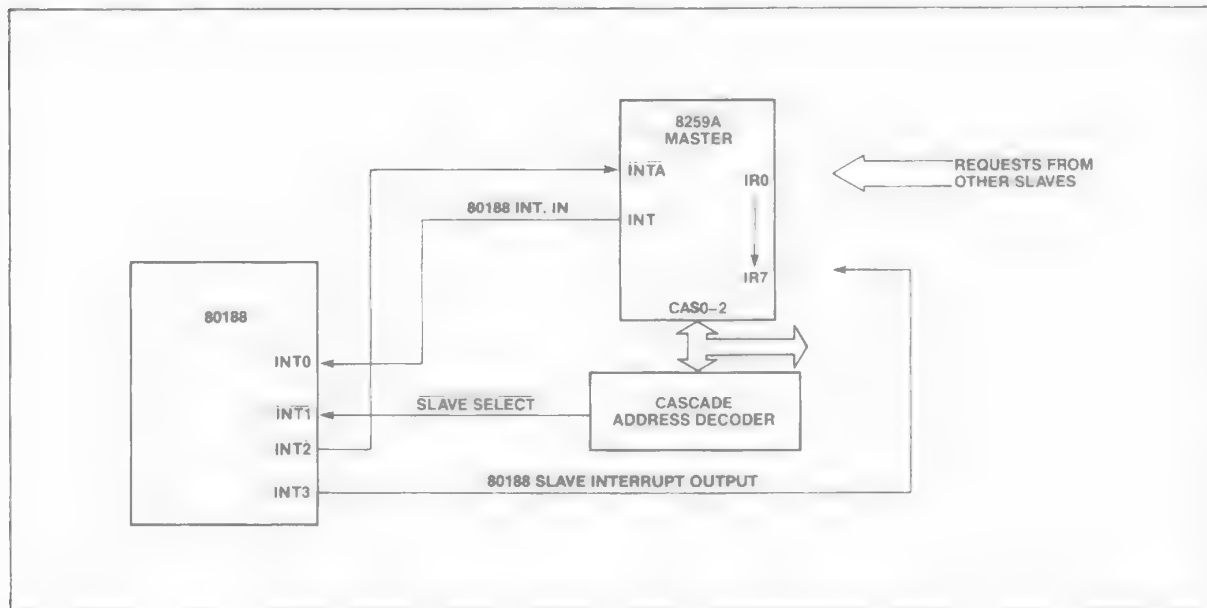 8259A
MASTER
INTA
IR0
REQUESTS FROM
OTHER SLAVES
80188 INT. IN
INT
IR7
CAS0–2
80188
INT0
SLAVE SELECT
CASCADE
ADDRESS DECODER
INT1
INT2
INT3
80188 SLAVE INTERRUPT OUTPUT